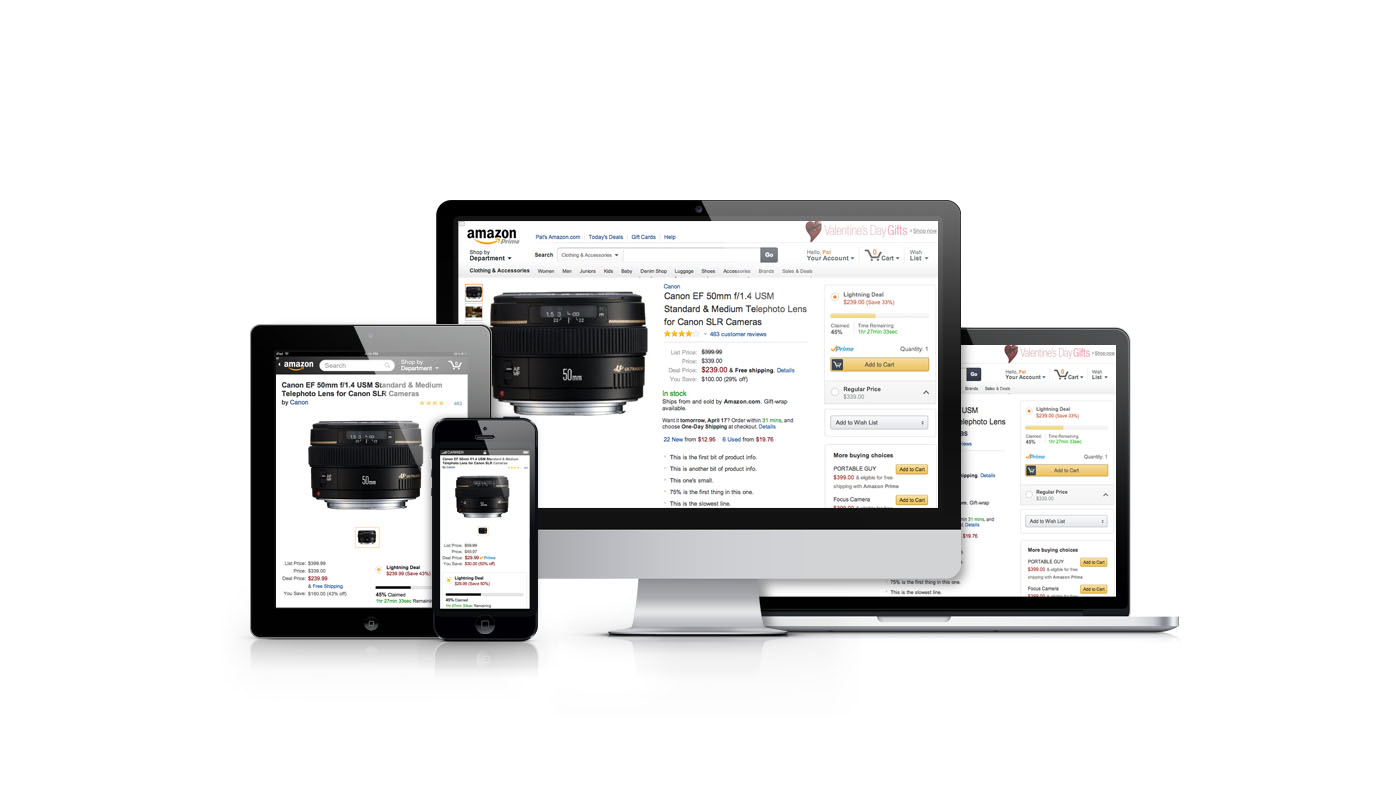 amazon
Prime
Pat's Amazon.com Today's Deals Gift Cards Help
Valentine's Day Gifts Shop now
Shop by
Department
Search Clothing & Accessories Go
Hello, Pat
Your Account
0
Cart
Wish
List
Clothing & Accessories Women Men Juniors Kids Baby Denim Shop Luggage Shoes Accessories Brands Sales & Deals
Canon
Canon EF 50mm f/1.4 USM
Standard & Medium Telephoto Lens
for Canon SLR Cameras
463 customer reviews
List Price: $399.99
Price: $339.00
Deal Price: $239.00 & Free shipping. Details
You Save: $100.00 (29% off)
In stock
Ships from and sold by Amazon.com. Gift-wrap
available.
Want it tomorrow, April 17? Order within 31 mins, and
choose One-Day Shipping at checkout. Details
22 New from $12.95 6 Used from $19.76
This is the first bit of product info.
This is another bit of product info.
This one's small.
75% is the first thing in this one.
This is the slowest line.
50mm
Lightning Deal
$239.00 (Save 33%)
Claimed: Time Remaining
45% 1hr 27min 33sec
Prime Quantity: 1
Add to Cart
Regular Price
$339.00
Add to Wish List
More buying choices
PORTABLE GUY Add to Cart
$399.00 & eligible for free
shipping with Amazon Prime
Focus Camera Add to Cart
iPad
amazon Search
Shop by
Department
0
Canon EF 50mm f/1.4 USM Standard & Medium
Telephoto Lens for Canon SLR Cameras
by Canon
463
50mm
List Price: $399.99
Price: $339.00
Deal Price: $239.99
& Free Shipping
You Save: $160.00 (43% off)
Lightning Deal
$239.99 (Save 43%)
45% Claimed
1hr 27min 33sec Remaining
CARRIER
Canon EF 50mm f/1.4 USM Standard & Medium
Telephoto Lens for Canon SLR Cameras
by Canon
List Price: $59.99
Price: $49.97
Deal Price: $29.99 Prime
You Save: $30.00 (50% off)
Lightning Deal
$29.99 (Save 50%)
45% Claimed
1hr 27min 33sec Remaining
Valentine's Day Gifts Shop now
Go
Hello, Pat
Your Account
0
Cart
Wish
List
Brands Sales & Deals
USM
elephoto Lens
as
ews
shipping. Details
om. Gift-wrap
in 31 mins, and
Details
$19.76
75% is the first thing in this one.
This is the slowest line.
Lightning Deal
$239.00 (Save 33%)
Claimed: Time Remaining
45% 1hr 27min 33sec
Prime Quantity: 1
Add to Cart
Regular Price
$339.00
Add to Wish List
More buying choices
PORTABLE GUY Add to Cart
$399.00 & eligible for free
shipping with Amazon Prime
Focus Camera Add to Cart